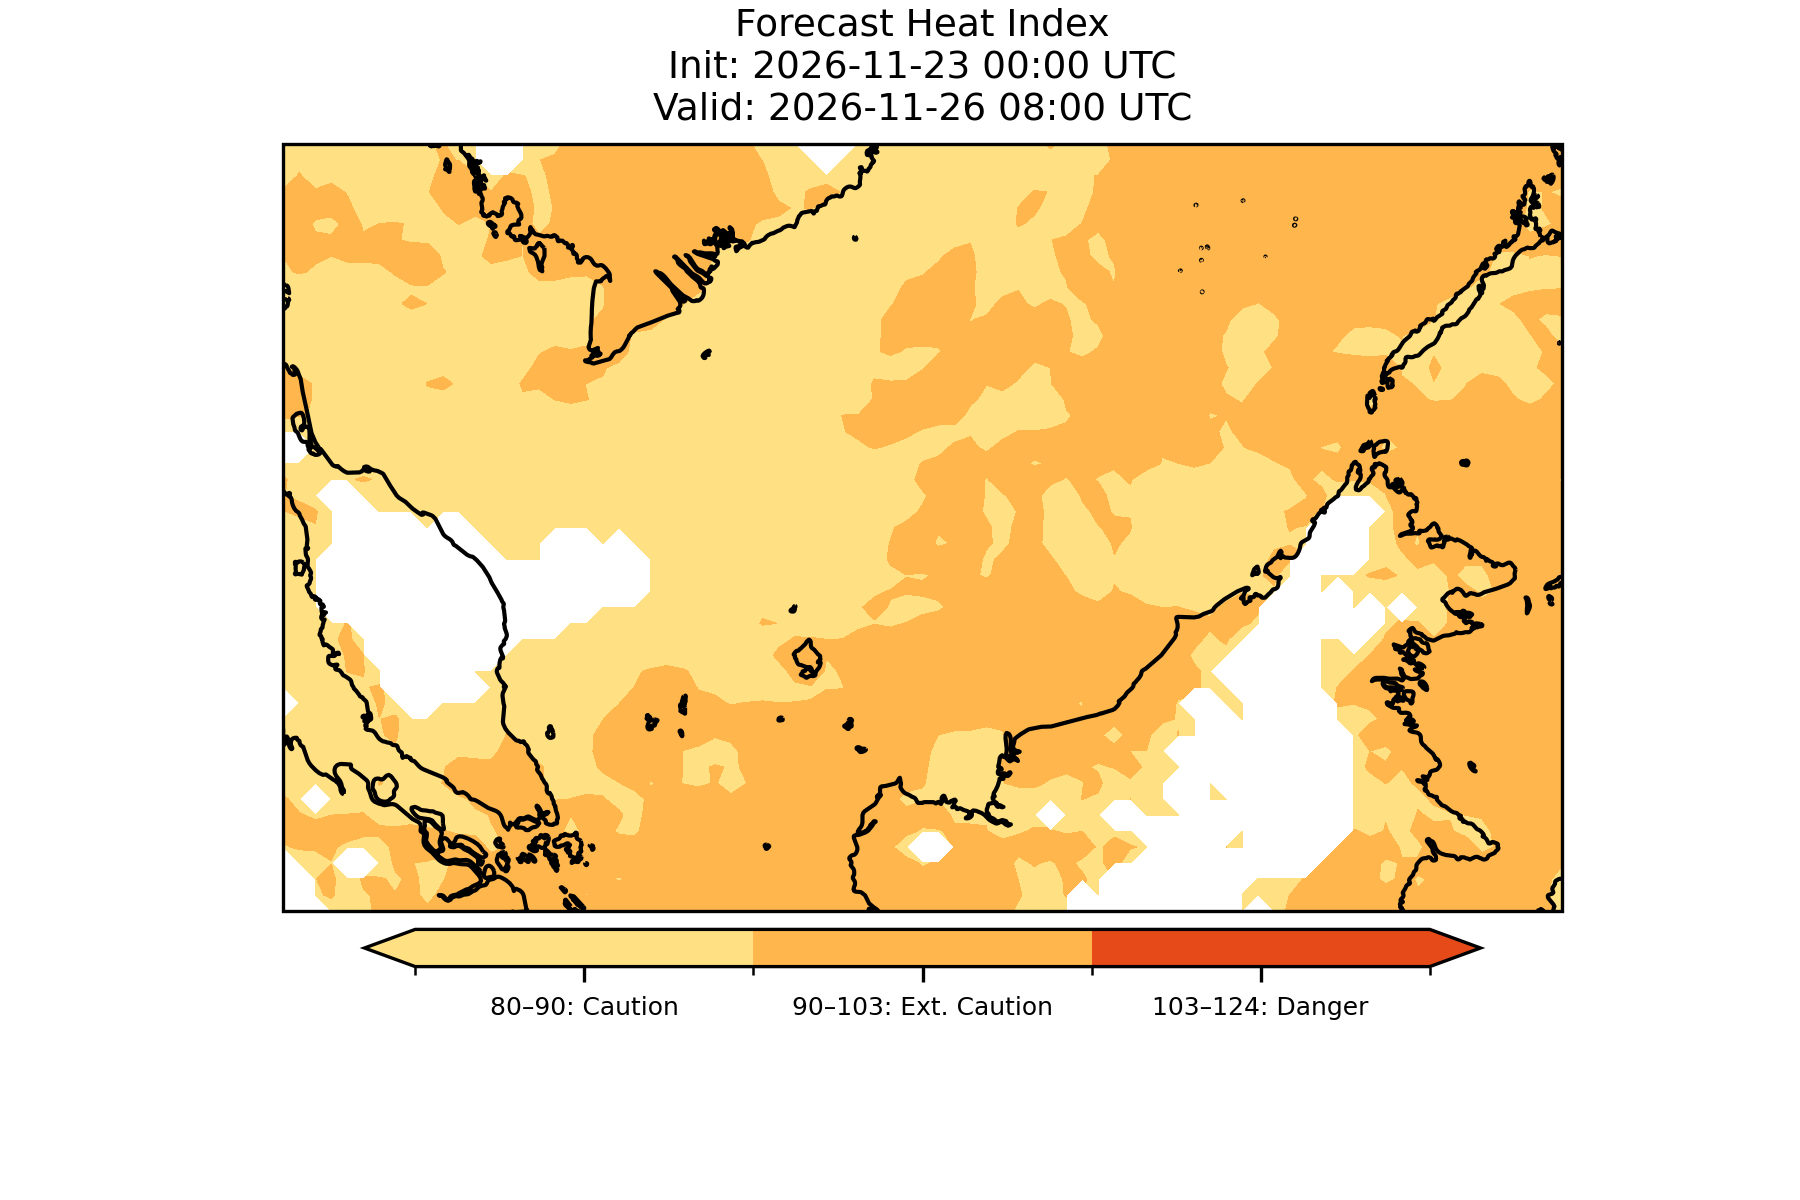 Forecast Heat Index
Init: 2026-11-23 00:00 UTC
Valid: 2026-11-26 08:00 UTC
80–90: Caution
90–103: Ext. Caution
103–124: Danger